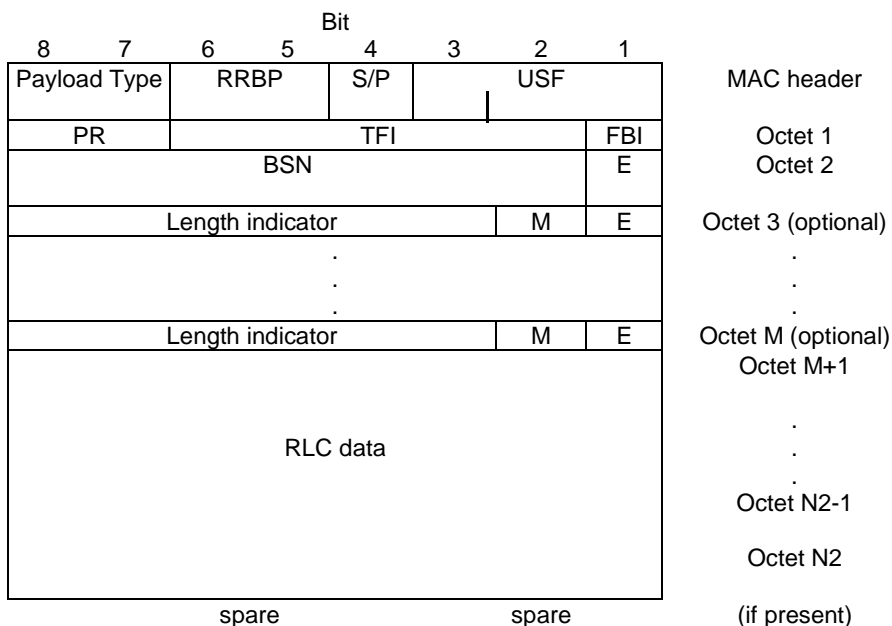 Bit
8 7 6 5 4 3 2 1
Payload Type RRBP S/P USF MAC header
PR TFI FBI Octet 1
BSN E Octet 2
Length indicator M E Octet 3 (optional)
. .
. .
. .
Length indicator M E Octet M (optional)
Octet M+1
.
RLC data .
.
Octet N2-1
Octet N2
spare spare (if present)